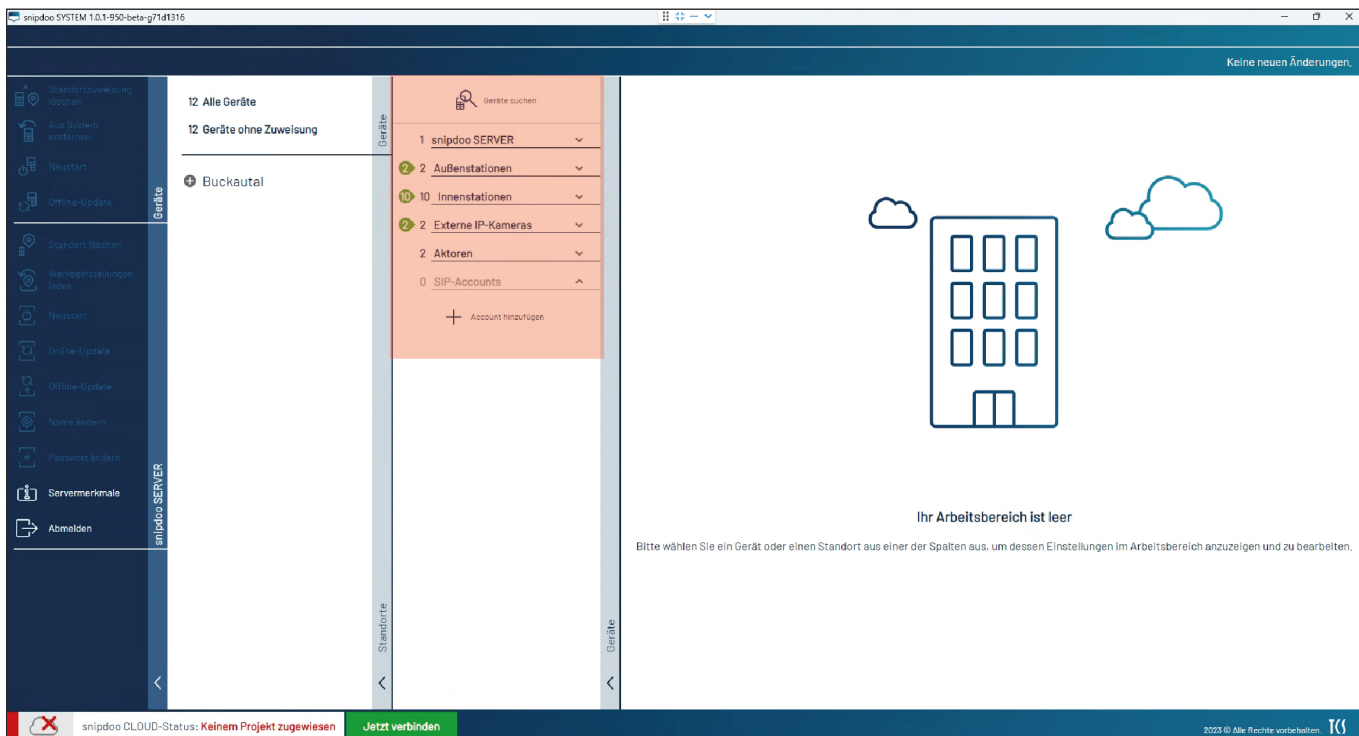 snipdoo SYSTEM 1.0.1-950-beta-g71d1316
Keine neuen Änderungen.
Standortzuweisung
löschen
Aus System
entfernen
Neustart
Offline-Update
Geräte
Standort löschen
Werkseinstellungen
laden
Neustart
Online-Update
Offline-Update
Name ändern
Passwort ändern
Servermerkmale
Abmelden
snipdoo SERVER
12 Alle Geräte
12 Geräte ohne Zuweisung
Geräte
Buckautal
Standorte
Geräte suchen
1 snipdoo SERVER
2 2 Außenstationen
10 10 Innenstationen
2 2 Externe IP-Kameras
2 Aktoren
0 SIP-Accounts
Account hinzufügen
Geräte
Ihr Arbeitsbereich ist leer
Bitte wählen Sie ein Gerät oder einen Standort aus einer der Spalten aus, um dessen Einstellungen im Arbeitsbereich anzuzeigen und zu bearbeiten.
snipdoo CLOUD-Status: Keinem Projekt zugewiesen
Jetzt verbinden
2023 © Alle Rechte vorbehalten. TCS